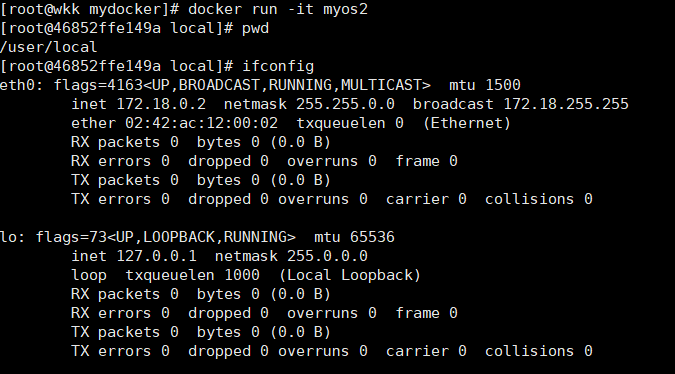 [root@wkk mydocker]# docker run -it myos2
[root@46852ffe149a local]# pwd
/user/local
[root@46852ffe149a local]# ifconfig
eth0: flags=4163<UP,BROADCAST,RUNNING,MULTICAST>  mtu 1500
        inet 172.18.0.2  netmask 255.255.0.0  broadcast 172.18.255.255
        ether 02:42:ac:12:00:02  txqueuelen 0  (Ethernet)
        RX packets 0  bytes 0 (0.0 B)
        RX errors 0  dropped 0  overruns 0  frame 0
        TX packets 0  bytes 0 (0.0 B)
        TX errors 0  dropped 0 overruns 0  carrier 0  collisions 0

lo: flags=73<UP,LOOPBACK,RUNNING>  mtu 65536
        inet 127.0.0.1  netmask 255.0.0.0
        loop  txqueuelen 1000  (Local Loopback)
        RX packets 0  bytes 0 (0.0 B)
        RX errors 0  dropped 0  overruns 0  frame 0
        TX packets 0  bytes 0 (0.0 B)
        TX errors 0  dropped 0 overruns 0  carrier 0  collisions 0